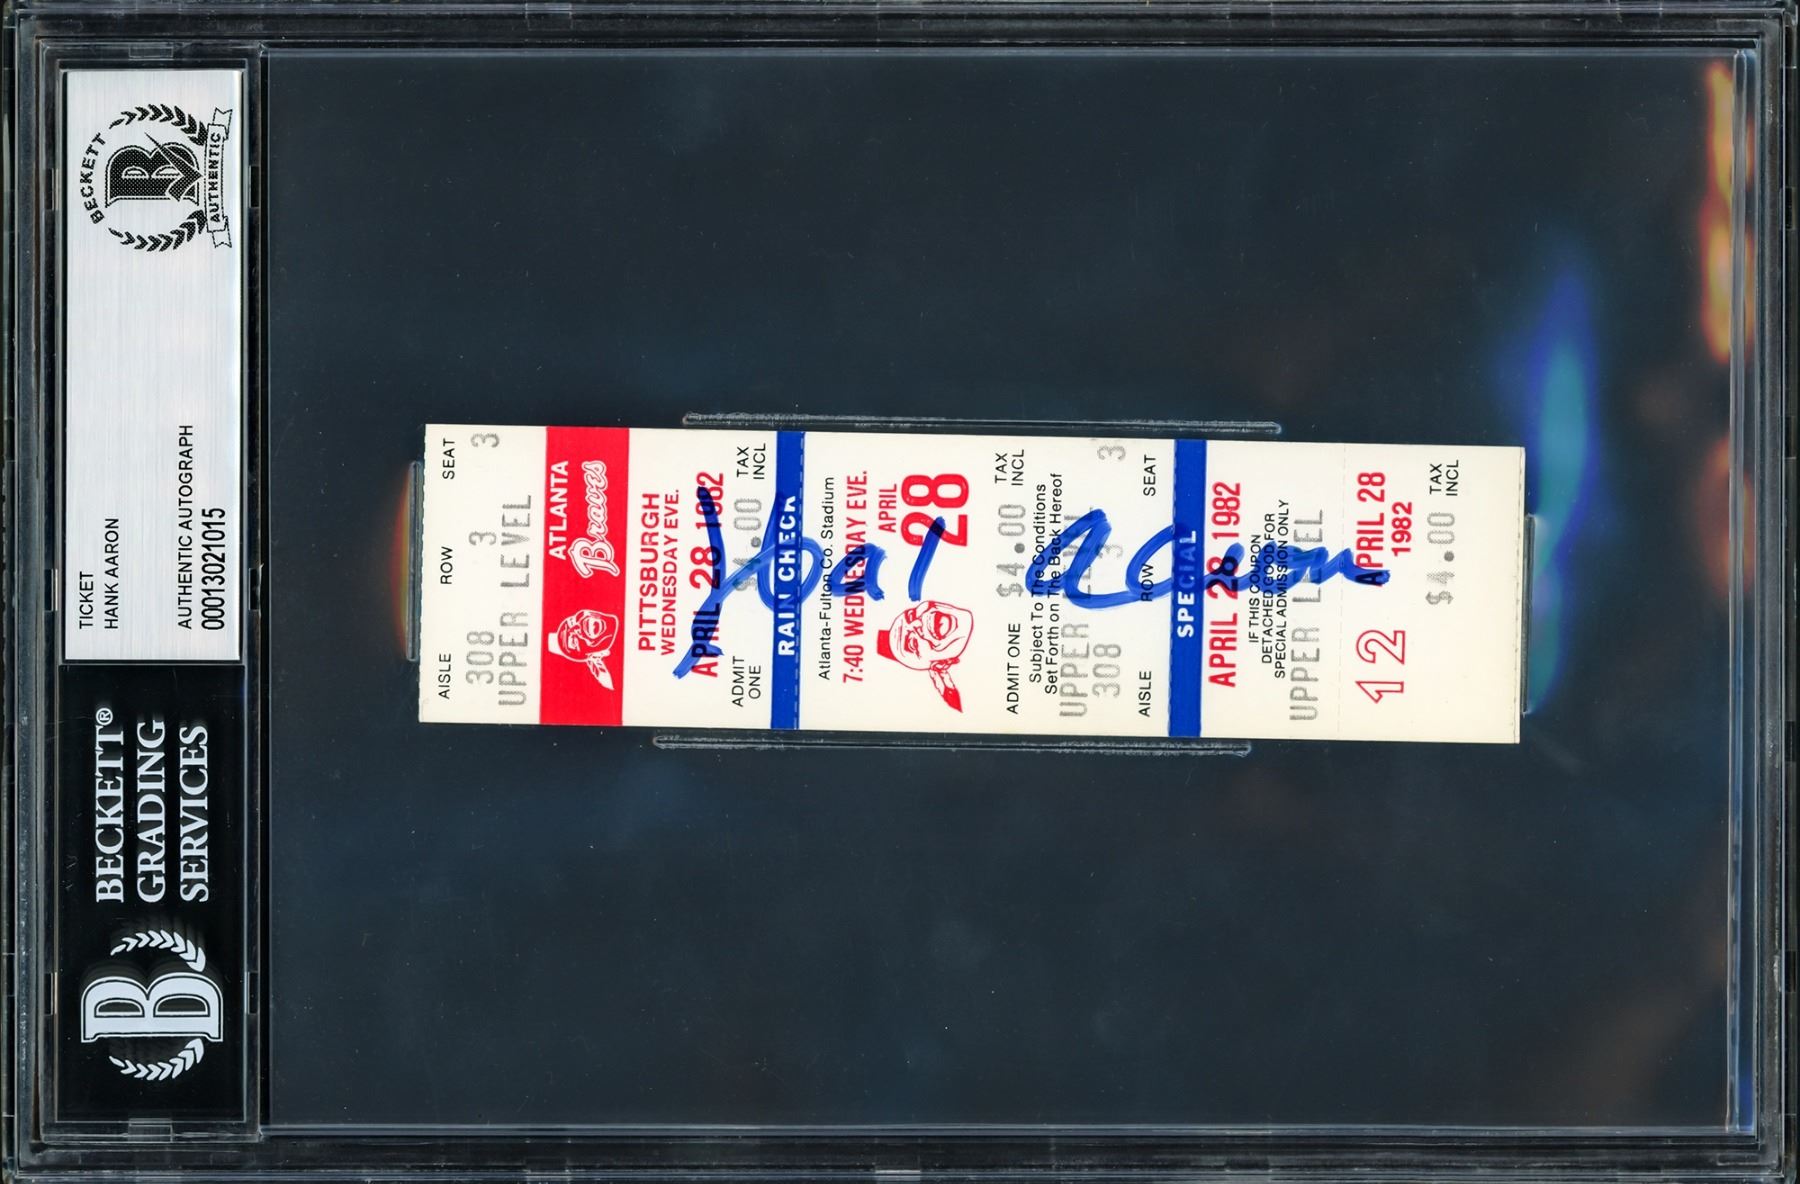 BECKETT
B
AUTHENTIC
TICKET
HANK AARON
AUTHENTIC AUTOGRAPH
00013021015
BECKETT®
GRADING
SERVICES
B
AISLE ROW SEAT
308 3 3
UPPER LEVEL
ATLANTA
Braves
PITTSBURGH
WEDNESDAY EVE.
APRIL 28 1982
ADMIT ONE $4.00 TAX INCL
RAIN CHECK
Atlanta-Fulton Co. Stadium
7:40 WEDNESDAY EVE.
APRIL
28
ADMIT ONE $4.00 TAX INCL
Subject To The Conditions
Set Forth on The Back Hereof
UPPER LEVEL
308 3 3
AISLE ROW SEAT
SPECIAL
APRIL 28 1982
IF THIS COUPON
DETACHED GOOD FOR
SPECIAL ADMISSION ONLY
UPPER LEVEL
12 APRIL 28
1982
$4.00 TAX INCL
Hank Aaron